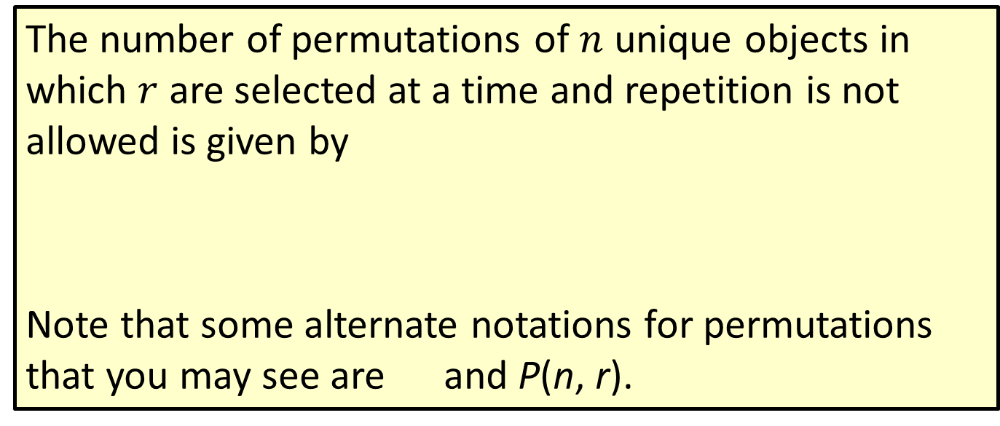 The number of permutations of n unique objects in
which r are selected at a time and repetition is not
allowed is given by
Note that some alternate notations for permutations
that you may see are and P(n, r).